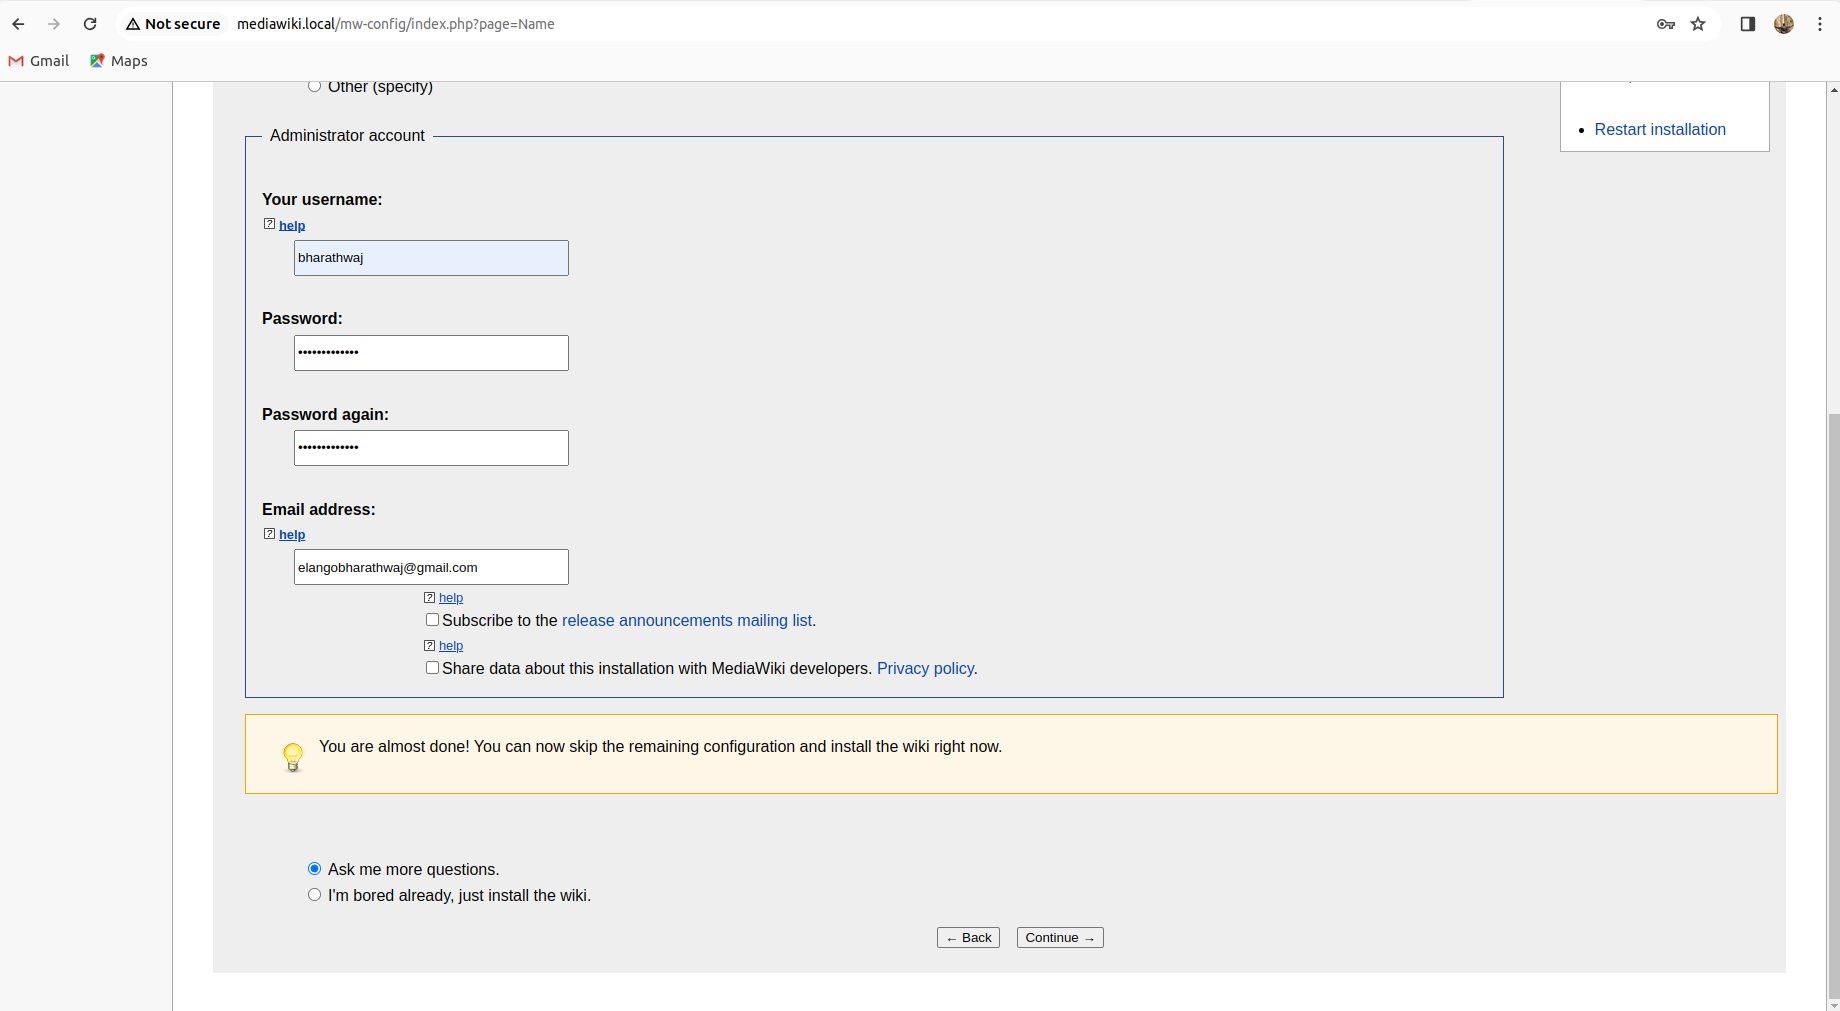 Not secure mediawiki.local/mw-config/index.php?page=Name
Gmail Maps
Other (specify)
Restart installation
Administrator account
Your username:
? help
bharathwaj
Password:
•••••••••••••
Password again:
•••••••••••••
Email address:
? help
elangobharathwaj@gmail.com
? help
Subscribe to the release announcements mailing list.
? help
Share data about this installation with MediaWiki developers. Privacy policy.
You are almost done! You can now skip the remaining configuration and install the wiki right now.
Ask me more questions.
I'm bored already, just install the wiki.
← Back Continue →